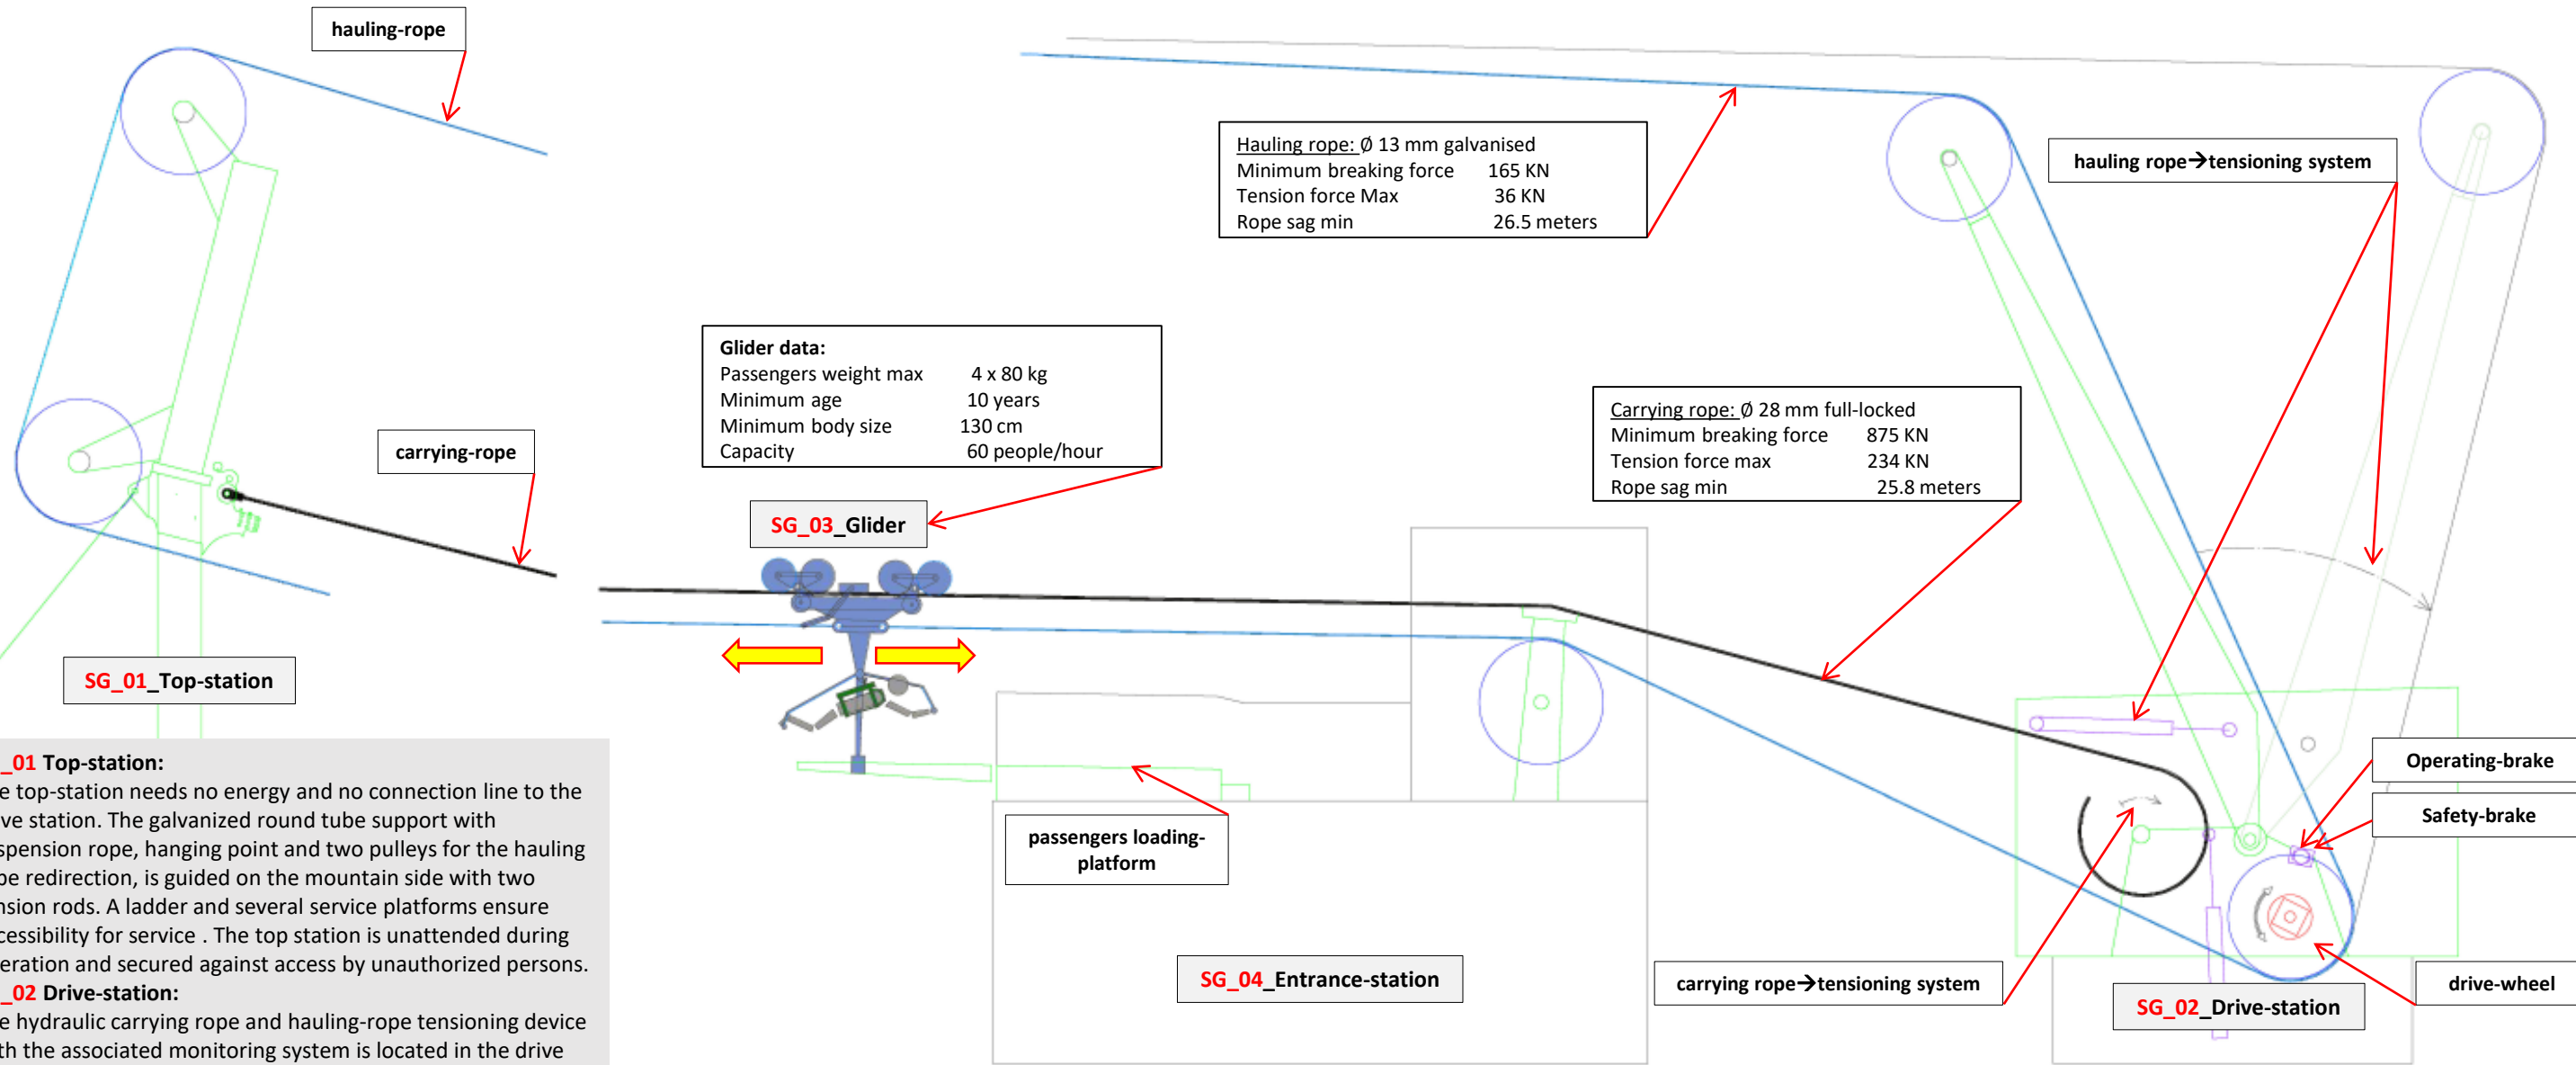 hauling-rope
Hauling rope: Ø 13 mm galvanised
Minimum breaking force 165 KN
Tension force Max 36 KN
Rope sag min 26.5 meters
hauling rope→tensioning system
Glider data:
Passengers weight max 4 x 80 kg
Minimum age 10 years
Minimum body size 130 cm
Capacity 60 people/hour
carrying-rope
Carrying rope: Ø 28 mm full-locked
Minimum breaking force 875 KN
Tension force max 234 KN
Rope sag min 25.8 meters
SG_03_Glider
SG_01_Top-station
Operating-brake
Safety-brake
passengers loading-
platform
SG_04_Entrance-station
carrying rope→tensioning system
drive-wheel
SG_02_Drive-station
_01 Top-station:
e top-station needs no energy and no connection line to the
ve station. The galvanized round tube support with
spension rope, hanging point and two pulleys for the hauling
pe redirection, is guided on the mountain side with two
nsion rods. A ladder and several service platforms ensure
cessibility for service . The top station is unattended during
eration and secured against access by unauthorized persons.
_02 Drive-station:
e hydraulic carrying rope and hauling-rope tensioning device
th the associated monitoring system is located in the drive